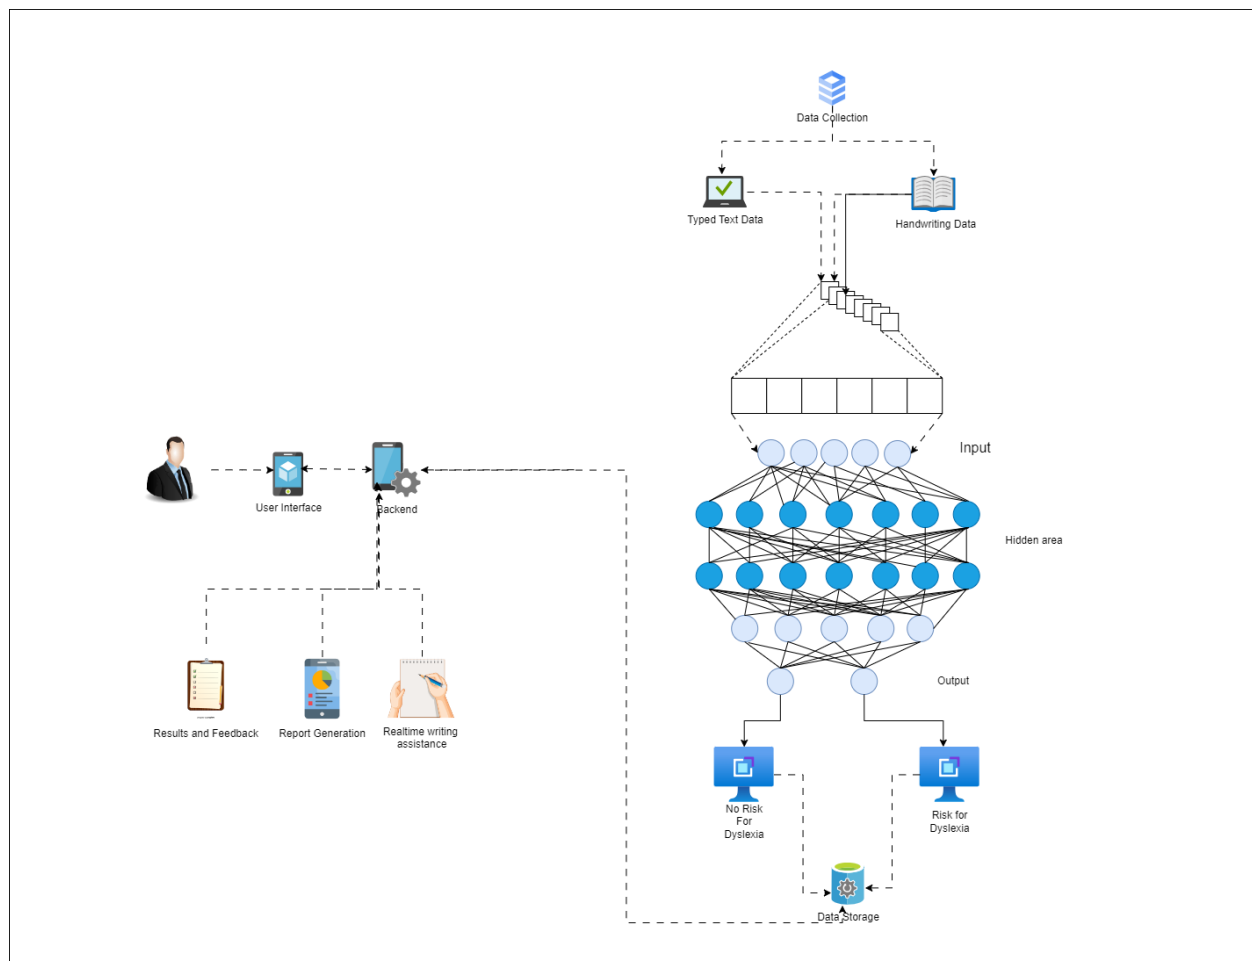 Data Collection
Typed Text Data
Handwriting Data
Input
User Interface
Backend
Hidden area
Output
Results and Feedback
Report Generation
Realtime writing
assistance
No Risk
For
Dyslexia
Risk for
Dyslexia
Data Storage